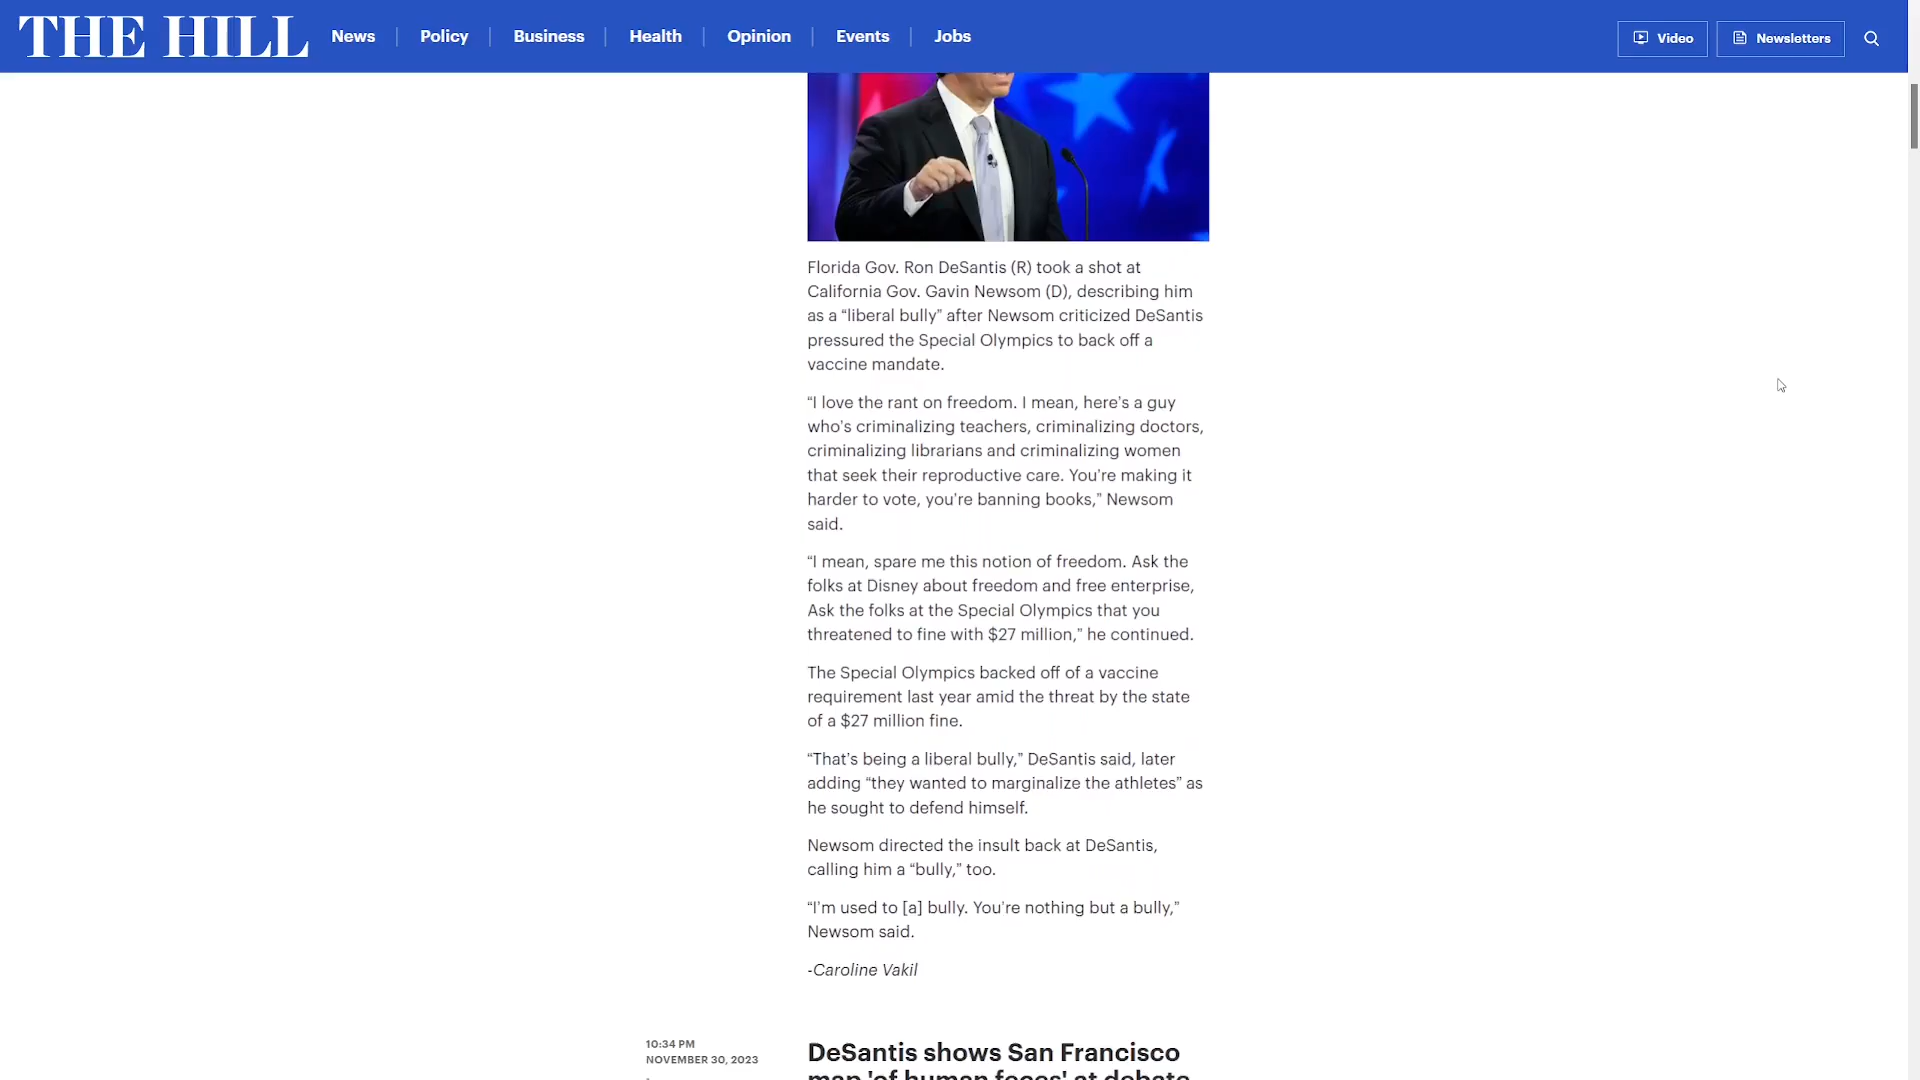 THE HILL
News
Policy
Business
Health
Opinion
Events
Jobs
Video
Newsletters
Florida Gov. Ron DeSantis (R) took a shot at
California Gov. Gavin Newsom (D), describing him
as a “liberal bully” after Newsom criticized DeSantis
pressured the Special Olympics to back off a
vaccine mandate.
“I love the rant on freedom. I mean, here’s a guy
who’s criminalizing teachers, criminalizing doctors,
criminalizing librarians and criminalizing women
that seek their reproductive care. You’re making it
harder to vote, you’re banning books,” Newsom
said.
“I mean, spare me this notion of freedom. Ask the
folks at Disney about freedom and free enterprise,
Ask the folks at the Special Olympics that you
threatened to fine with $27 million,” he continued.
The Special Olympics backed off of a vaccine
requirement last year amid the threat by the state
of a $27 million fine.
“That’s being a liberal bully,” DeSantis said, later
adding “they wanted to marginalize the athletes” as
he sought to defend himself.
Newsom directed the insult back at DeSantis,
calling him a “bully,” too.
“I’m used to [a] bully. You’re nothing but a bully,”
Newsom said.
-Caroline Vakil
10:34 PM
NOVEMBER 30, 2023
DeSantis shows San Francisco
map 'of human feces' at debate